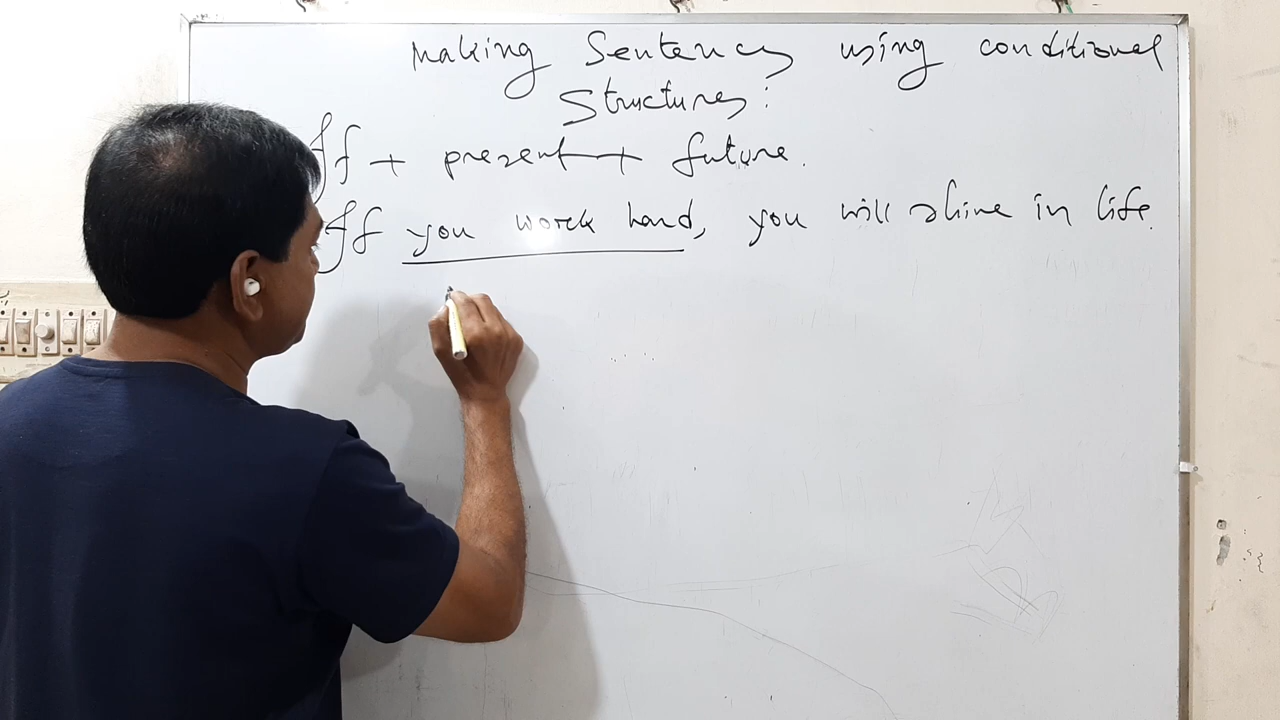 Making Sentences using conditional
Structures:
If + present + future.
If you work hard, you will shine in life.